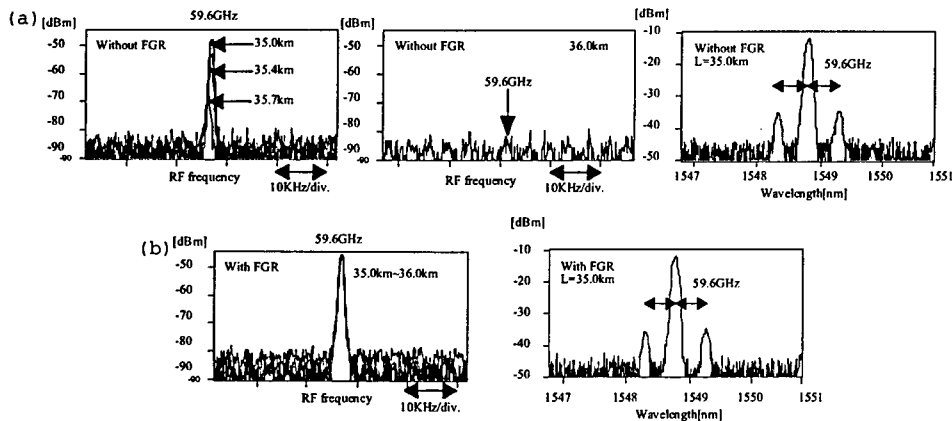 (a)
[dBm]
59.6GHz
-50
-60
-70
-80
-90
-90
Without FGR
35.0km
35.4km
35.7km
RF frequency
10KHz/div.
[dBm]
-50
-60
-70
-80
-90
Without FGR
36.0km
59.6GHz
RF frequency
10KHz/div.
[dBm]
-10
-20
-30
-40
-50
Without FGR
L=35.0km
59.6GHz
1547 1548 1549 1550 1551
Wavelength[nm]
(b)
[dBm]
59.6GHz
-50
-60
-70
-80
-90
With FGR
35.0km~36.0km
RF frequency
10KHz/div.
[dBm]
-10
-20
-30
-40
-50
With FGR
L=35.0km
59.6GHz
1547 1548 1549 1550 1551
Wavelength[nm]